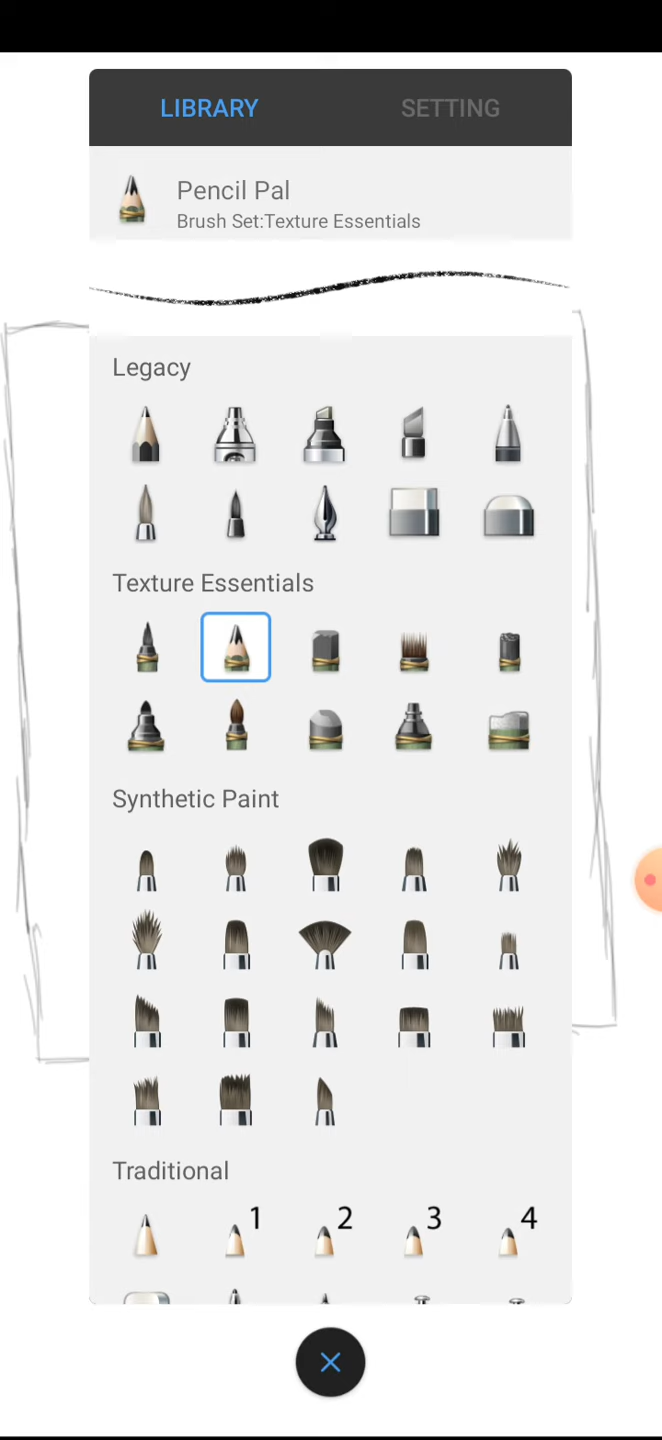 LIBRARY SETTING
Pencil Pal
Brush Set:Texture Essentials
Legacy
Texture Essentials
Synthetic Paint
Traditional
1 2 3 4